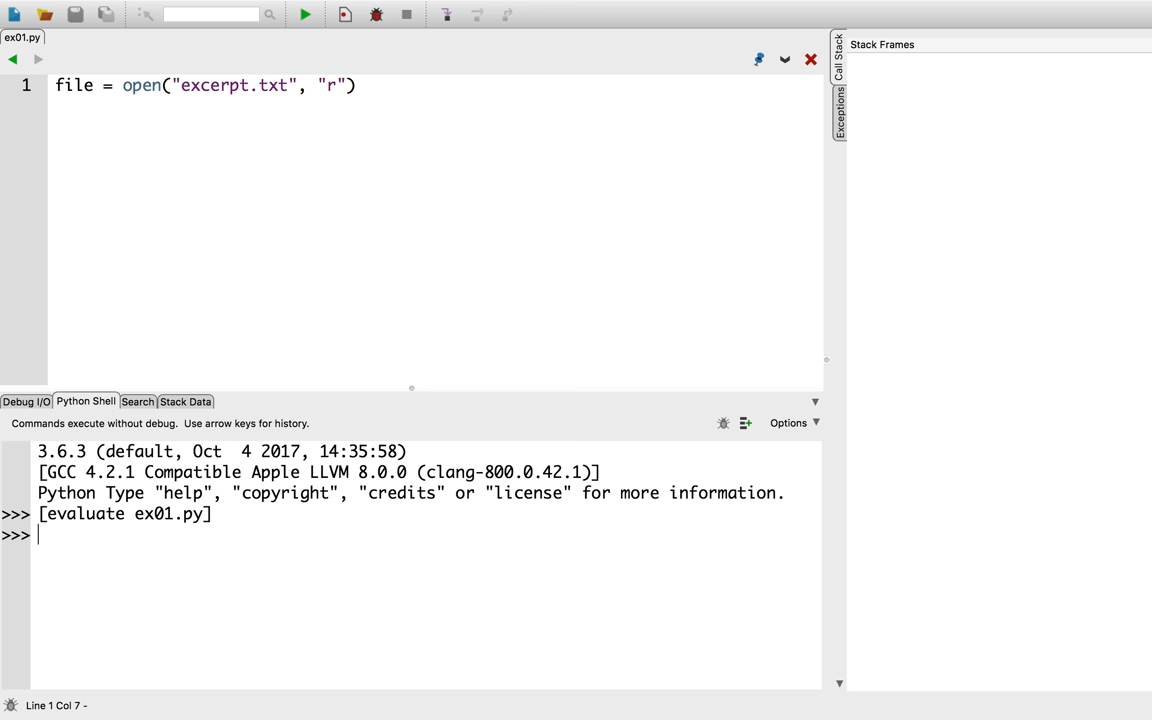 ex01.py
1 file = open("excerpt.txt", "r")
Call Stack
Exceptions
Stack Frames
Debug I/O Python Shell Search Stack Data
Commands execute without debug.  Use arrow keys for history.
Options
3.6.3 (default, Oct  4 2017, 14:35:58)
[GCC 4.2.1 Compatible Apple LLVM 8.0.0 (clang-800.0.42.1)]
Python Type "help", "copyright", "credits" or "license" for more information.
>>> [evaluate ex01.py]
>>>
Line 1 Col 7 -